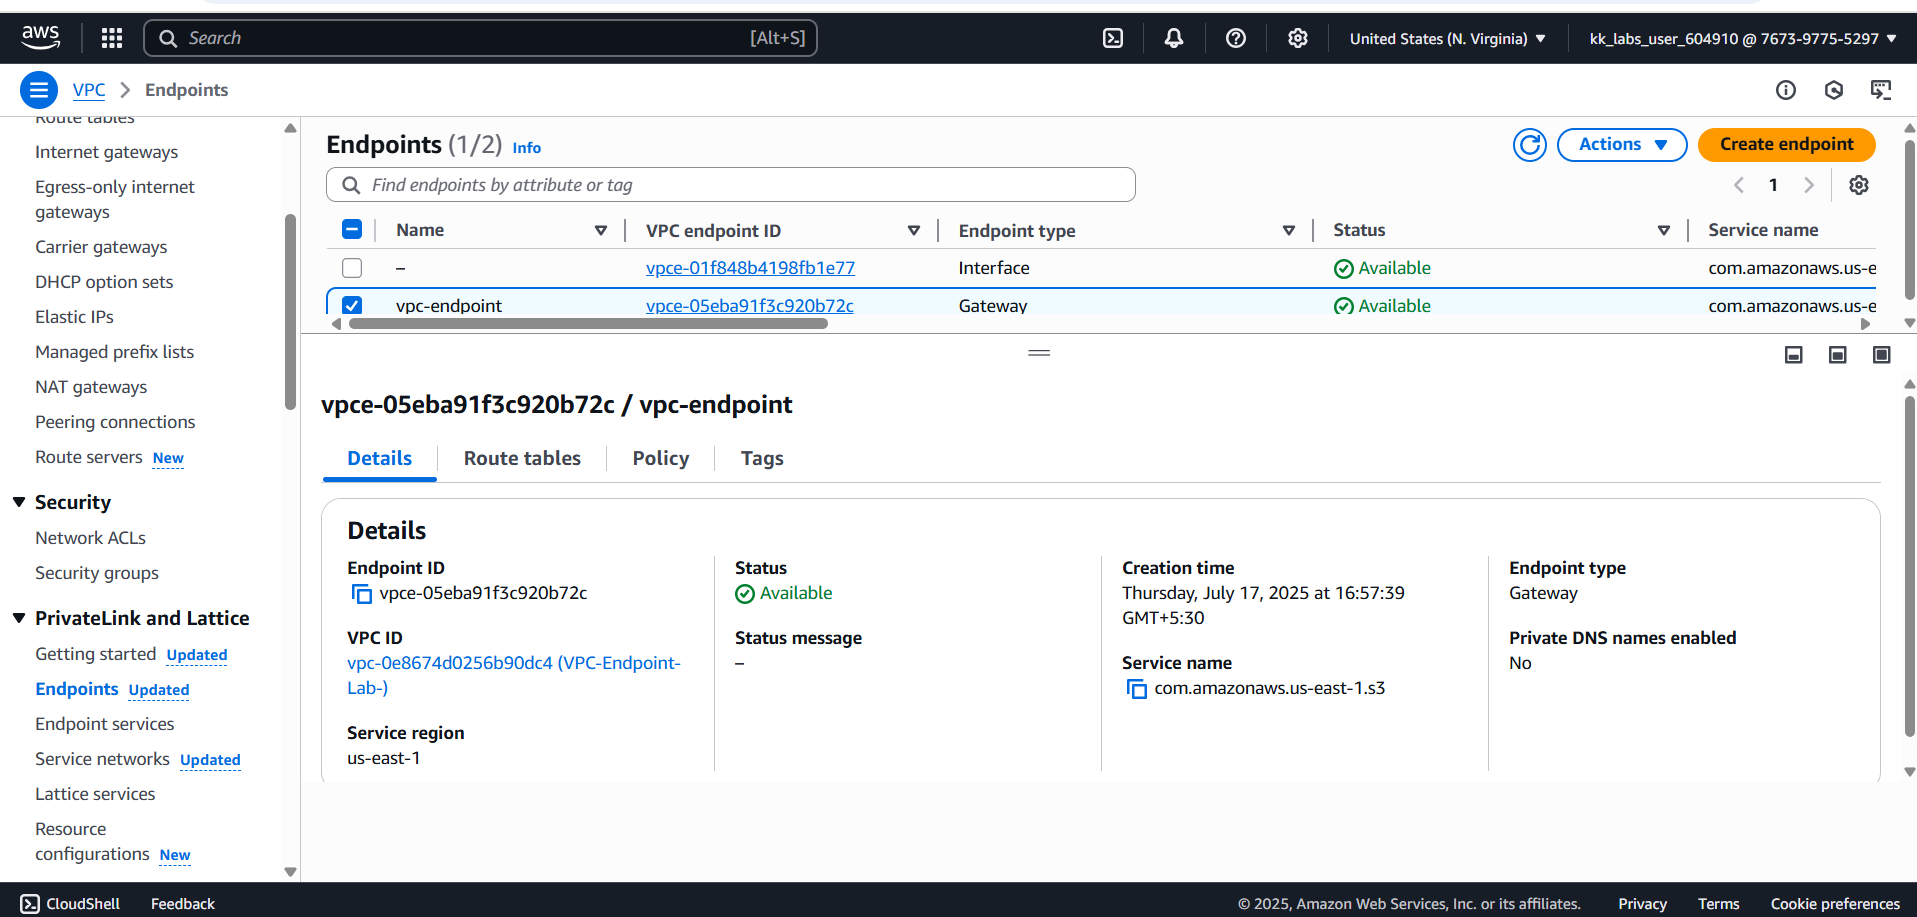 aws
Search
[Alt+S]
United States (N. Virginia)
kk_labs_user_604910 @ 7673-9775-5297
VPC
Endpoints
Route tables
Internet gateways
Egress-only internet
gateways
Carrier gateways
DHCP option sets
Elastic IPs
Managed prefix lists
NAT gateways
Peering connections
Route servers New
Security
Network ACLs
Security groups
PrivateLink and Lattice
Getting started Updated
Endpoints Updated
Endpoint services
Service networks Updated
Lattice services
Resource
configurations New
Endpoints (1/2) Info
Actions
Create endpoint
Find endpoints by attribute or tag
1
Name VPC endpoint ID Endpoint type Status Service name
– vpce-01f848b4198fb1e77 Interface Available com.amazonaws.us-e
vpc-endpoint vpce-05eba91f3c920b72c Gateway Available com.amazonaws.us-e
vpce-05eba91f3c920b72c / vpc-endpoint
Details Route tables Policy Tags
Details
Endpoint ID
vpce-05eba91f3c920b72c
VPC ID
vpc-0e8674d0256b90dc4 (VPC-Endpoint-
Lab-)
Service region
us-east-1
Status
Available
Status message
–
Creation time
Thursday, July 17, 2025 at 16:57:39
GMT+5:30
Service name
com.amazonaws.us-east-1.s3
Endpoint type
Gateway
Private DNS names enabled
No
CloudShell Feedback © 2025, Amazon Web Services, Inc. or its affiliates. Privacy Terms Cookie preferences